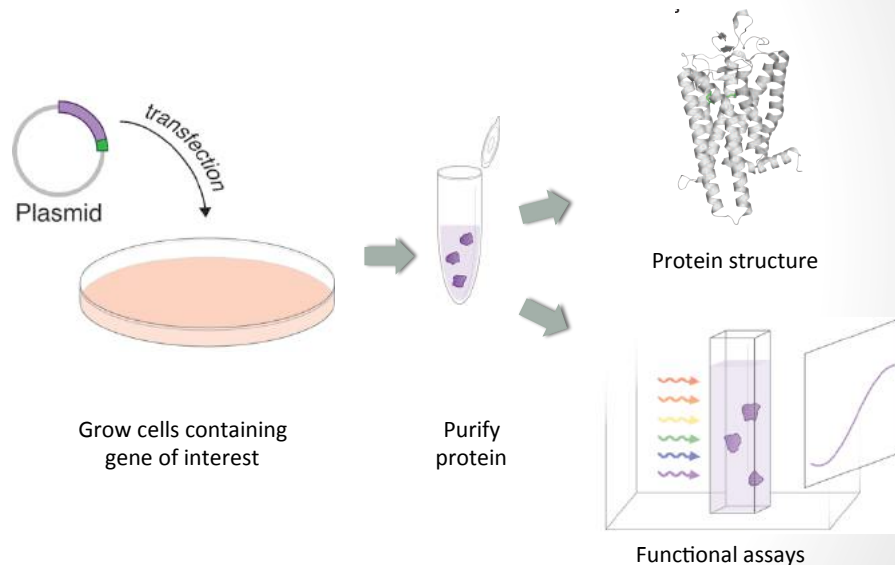 transfection
Plasmid
Protein structure
Grow cells containing
gene of interest
Purify
protein
Functional assays